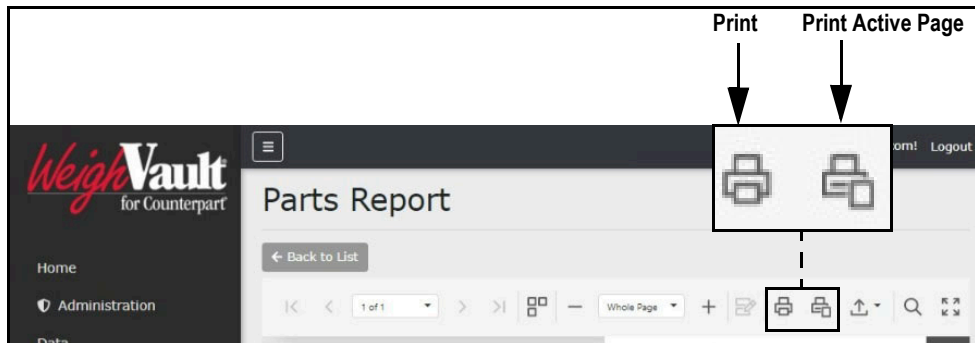 Print Print Active Page
WeighVault
for Counterpart
om! Logout
Parts Report
← Back to List
Home
Administration
1 of 1
Whole Page
Data